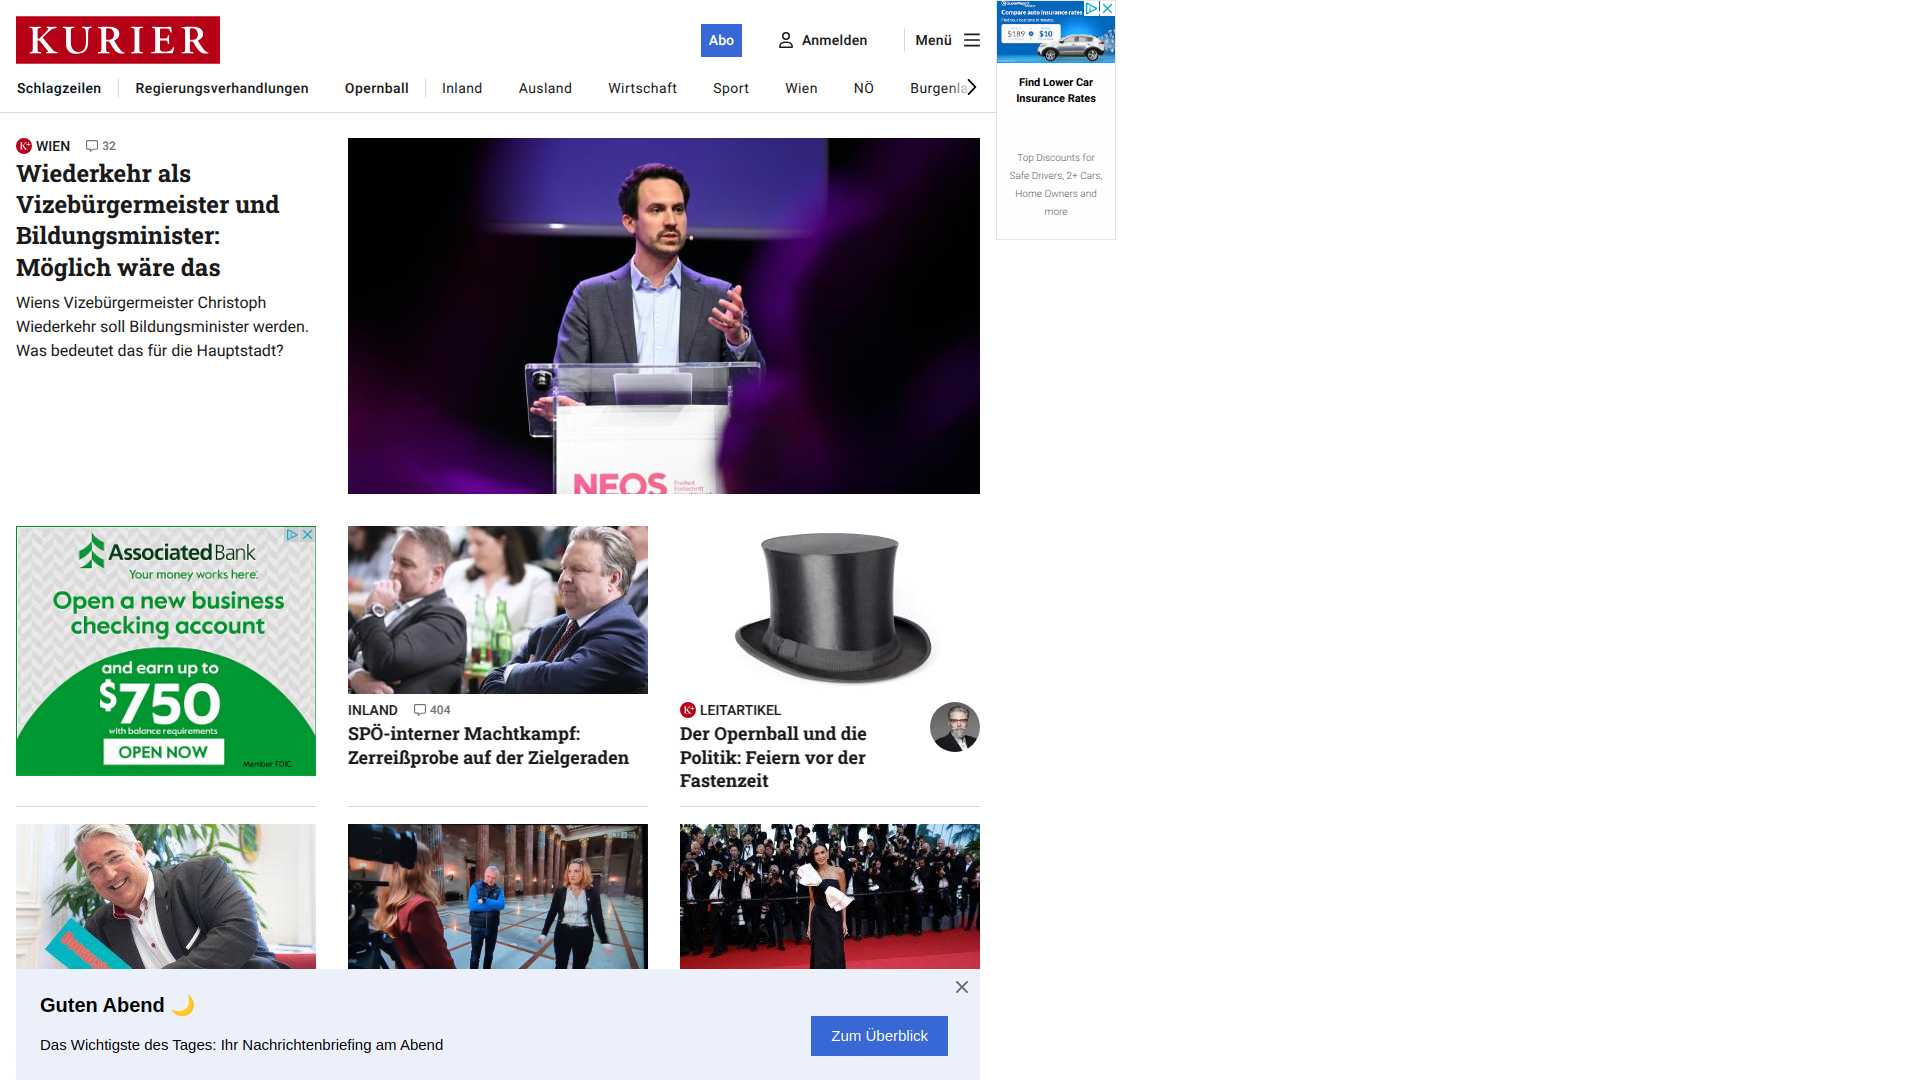 KURIER
Abo
Anmelden
Menü
Schlagzeilen
Regierungsverhandlungen
Opernball
Inland
Ausland
Wirtschaft
Sport
Wien
NÖ
WIEN 32
Wiederkehr als
Vizebürgermeister und
Bildungsminister:
Möglich wäre das
Wiens Vizebürgermeister Christoph
Wiederkehr soll Bildungsminister werden.
Was bedeutet das für die Hauptstadt?
NEOS
Compare auto insurance rates
$189 $10
Find Lower Car
Insurance Rates
Top Discounts for
Safe Drivers, 2+ Cars,
Home Owners and
more
Associated Bank
Your money works here.
Open a new business
checking account
and earn up to
$750
with balance requirements
OPEN NOW
Member FDIC.
INLAND 404
SPÖ-interner Machtkampf:
Zerreißprobe auf der Zielgeraden
K+ LEITARTIKEL
Der Opernball und die
Politik: Feiern vor der
Fastenzeit
Guten Abend 🌙
Das Wichtigste des Tages: Ihr Nachrichtenbriefing am Abend
Zum Überblick